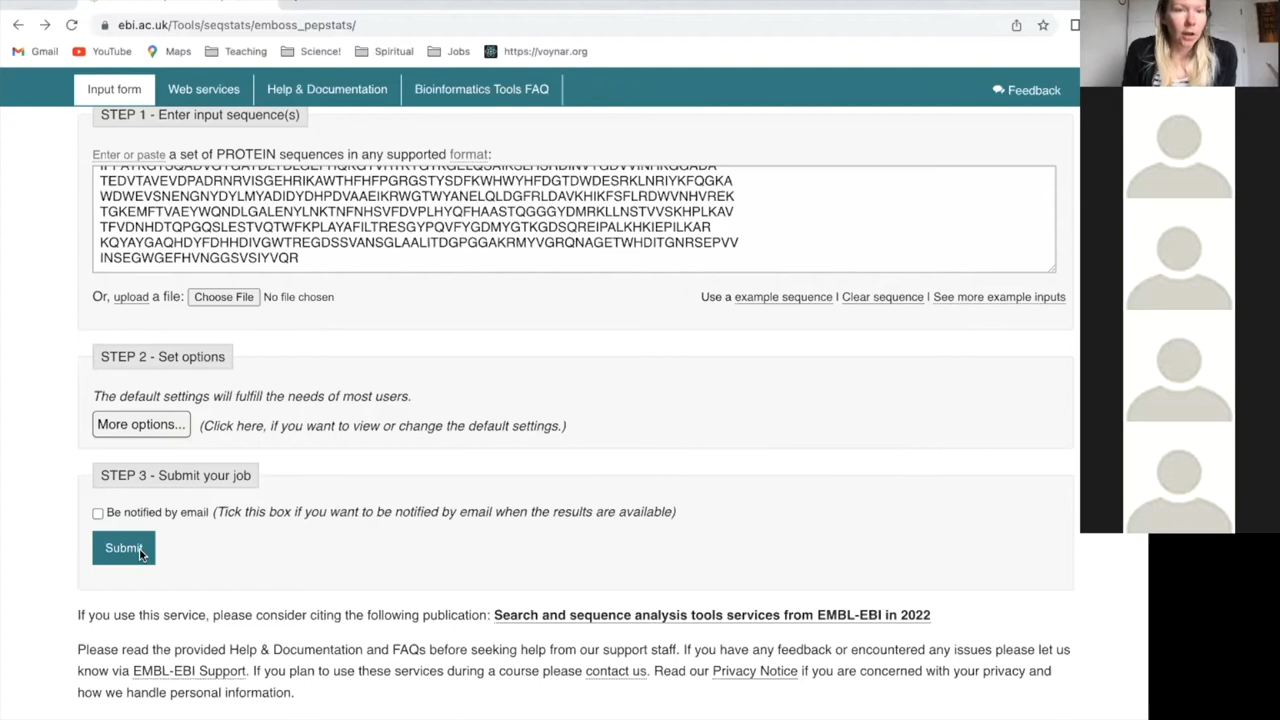 ebi.ac.uk/Tools/seqstats/emboss_pepstats/
Gmail YouTube Maps Teaching Science! Spiritual Jobs https://voynar.org
Input form Web services Help & Documentation Bioinformatics Tools FAQ Feedback
STEP 1 - Enter input sequence(s)
Enter or paste a set of PROTEIN sequences in any supported format:
TEDVTAVEVDPADRNRVISGEHRIKAWTHFHFPGRGSTYSDFKWHWYHFDGTDWDESRKLNRIYKFQGKA
WDWEVSNENGNYDYLMYADIDYDHPDVAAEIKRWGTWYANELQLDGFRLDAVKHIKFSFLRDWVNHVREK
TGKEMFTVAEYWQNDLGALENYLNKTNFNHSVFDVPLHYQFHAASTQGGGYDMRKLLNSTVVSKHPLKAV
TFVDNHDTQPGQSLESTVQTWFKPLAYAFILTRESGYPQVFYGDMYGTKGDSQREIPALKHKIEPILKAR
KQYAYGAQHDYFDHHDIVGWTREGDSSVANSGLAALITDGPGGAKRMYVGRQNAGETWHDITGNRSEPVV
INSEGWGEFHVNGGSVSIYVQR
Or, upload a file: Choose File No file chosen Use a example sequence | Clear sequence | See more example inputs
STEP 2 - Set options
The default settings will fulfill the needs of most users.
More options... (Click here, if you want to view or change the default settings.)
STEP 3 - Submit your job
Be notified by email (Tick this box if you want to be notified by email when the results are available)
Submit
If you use this service, please consider citing the following publication: Search and sequence analysis tools services from EMBL-EBI in 2022
Please read the provided Help & Documentation and FAQs before seeking help from our support staff. If you have any feedback or encountered any issues please let us
know via EMBL-EBI Support. If you plan to use these services during a course please contact us. Read our Privacy Notice if you are concerned with your privacy and
how we handle personal information.